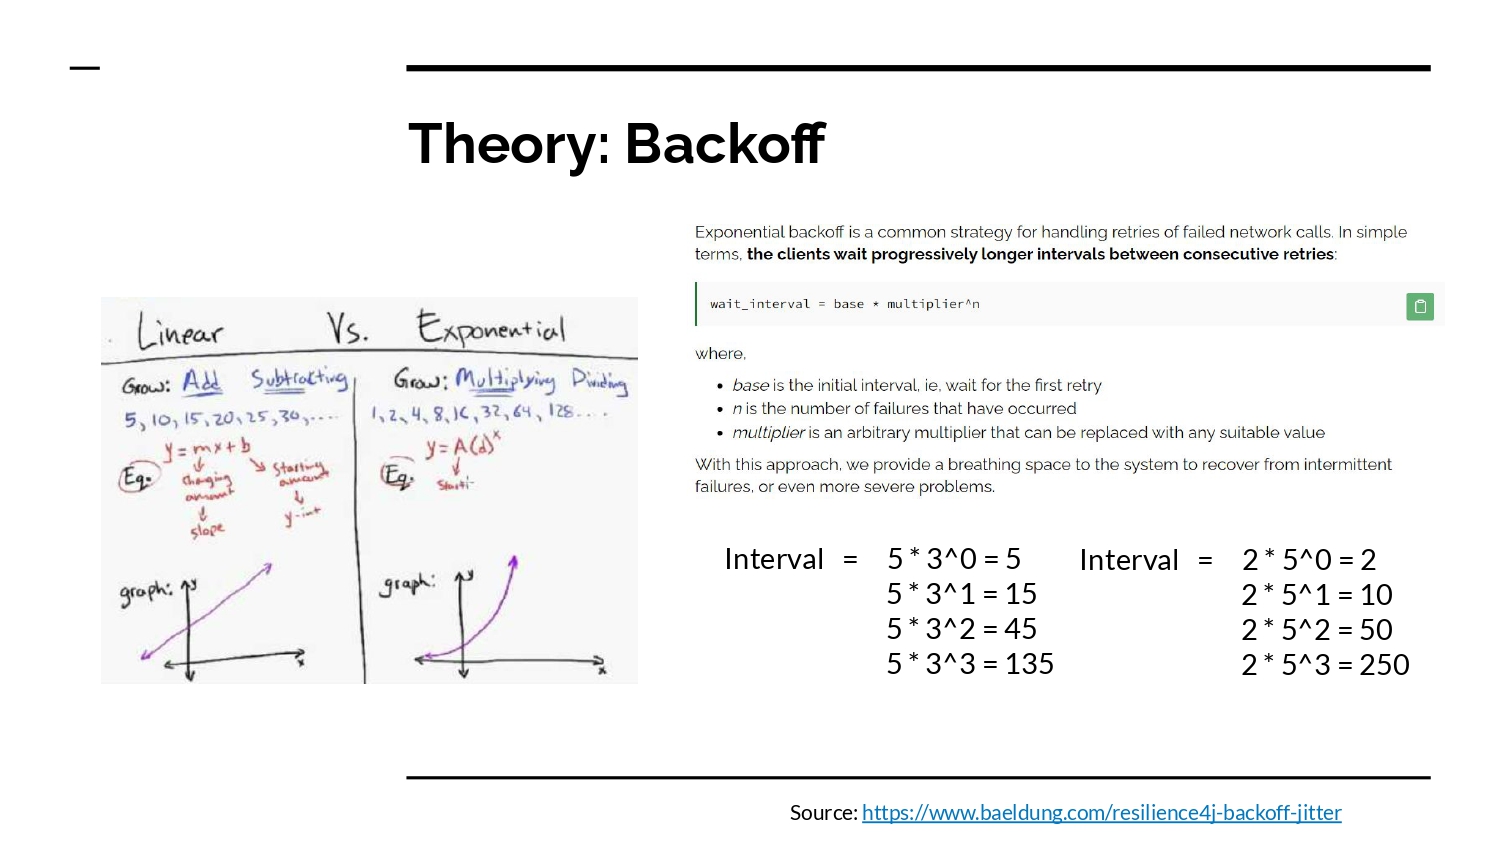 Theory: Backoff
Linear Vs. Exponential
Grow: Add Subtracting
5, 10, 15, 20, 25, 30, ....
y = mx + b
Eq.
changing amount
slope
Starting amount
y-int
graph: y
x
Grow: Multiplying Dividing
1, 2, 4, 8, 16, 32, 64, 128....
y = A(d)^x
Eq.
Starti-
graph: y
x
Exponential backoff is a common strategy for handling retries of failed network calls. In simple
terms, the clients wait progressively longer intervals between consecutive retries:
wait_interval = base * multiplier^n
where,
• base is the initial interval, ie, wait for the first retry
• n is the number of failures that have occurred
• multiplier is an arbitrary multiplier that can be replaced with any suitable value
With this approach, we provide a breathing space to the system to recover from intermittent
failures, or even more severe problems.
Interval = 5 * 3^0 = 5
5 * 3^1 = 15
5 * 3^2 = 45
5 * 3^3 = 135
Interval = 2 * 5^0 = 2
2 * 5^1 = 10
2 * 5^2 = 50
2 * 5^3 = 250
Source: https://www.baeldung.com/resilience4j-backoff-jitter